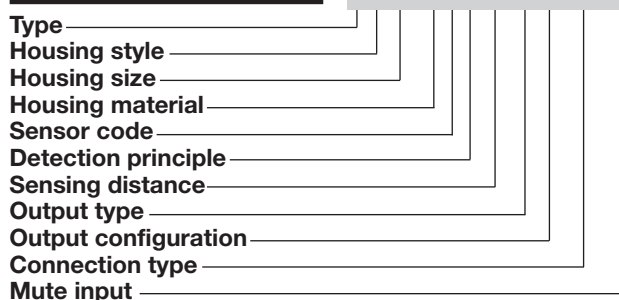 Type
Housing style
Housing size
Housing material
Sensor code
Detection principle
Sensing distance
Output type
Output configuration
Connection type
Mute input